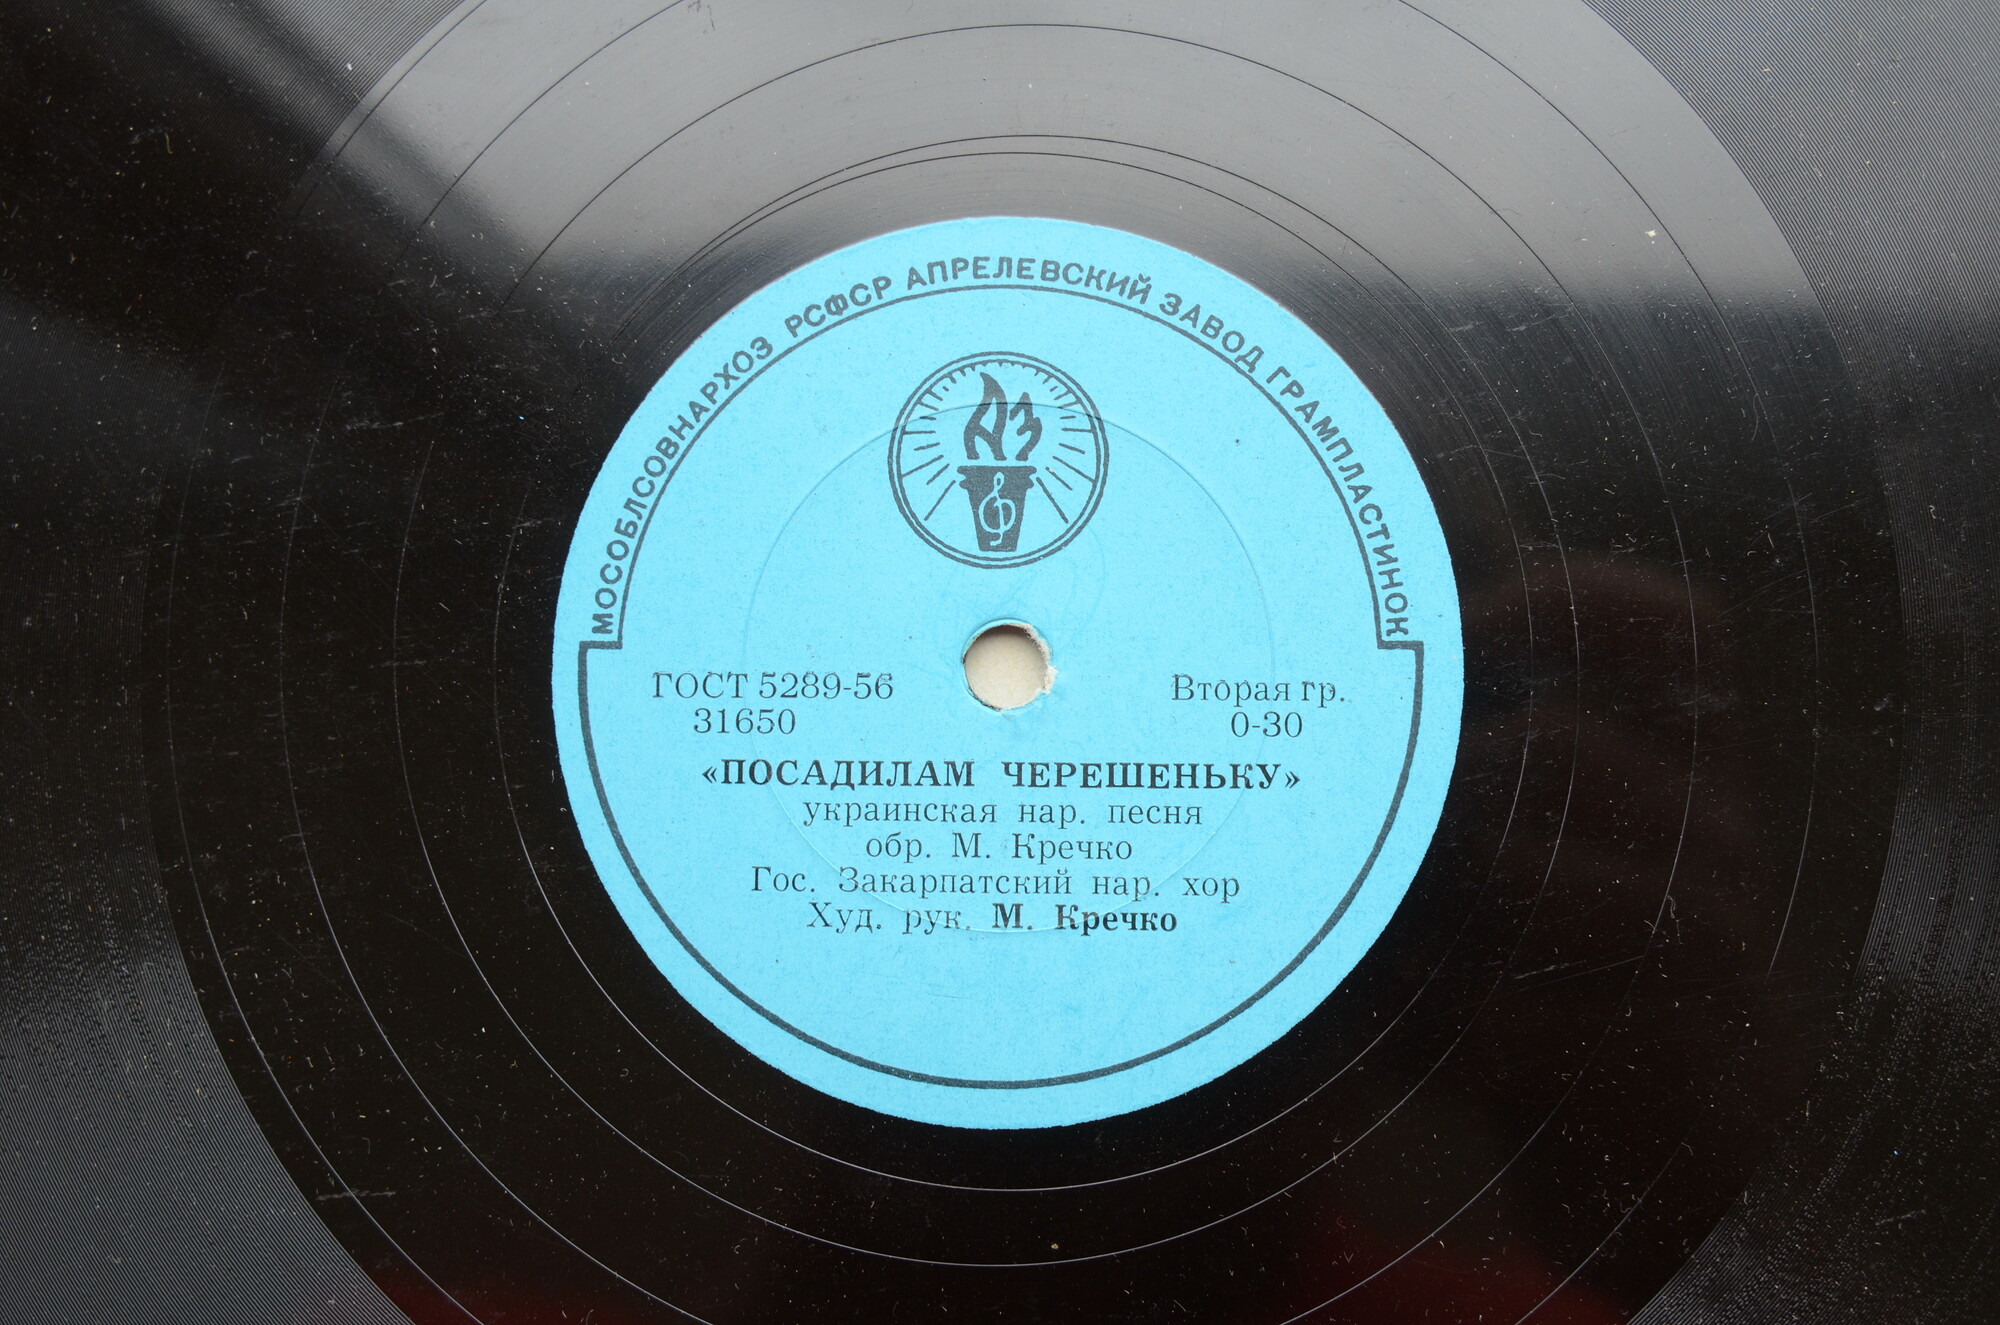 МОСОБЛСОВНАРХОЗ РСФСР АПРЕЛЕВСКИЙ ЗАВОД ГРАМПЛАСТИНОК
АЗ
ГОСТ 5289-56 Вторая гр.
31650 0-30
«ПОСАДИЛАМ ЧЕРЕШЕНЬКУ»
украинская нар. песня
обр. М. Кречко
Гос. Закарпатский нар. хор
Худ. рук. М. Кречко